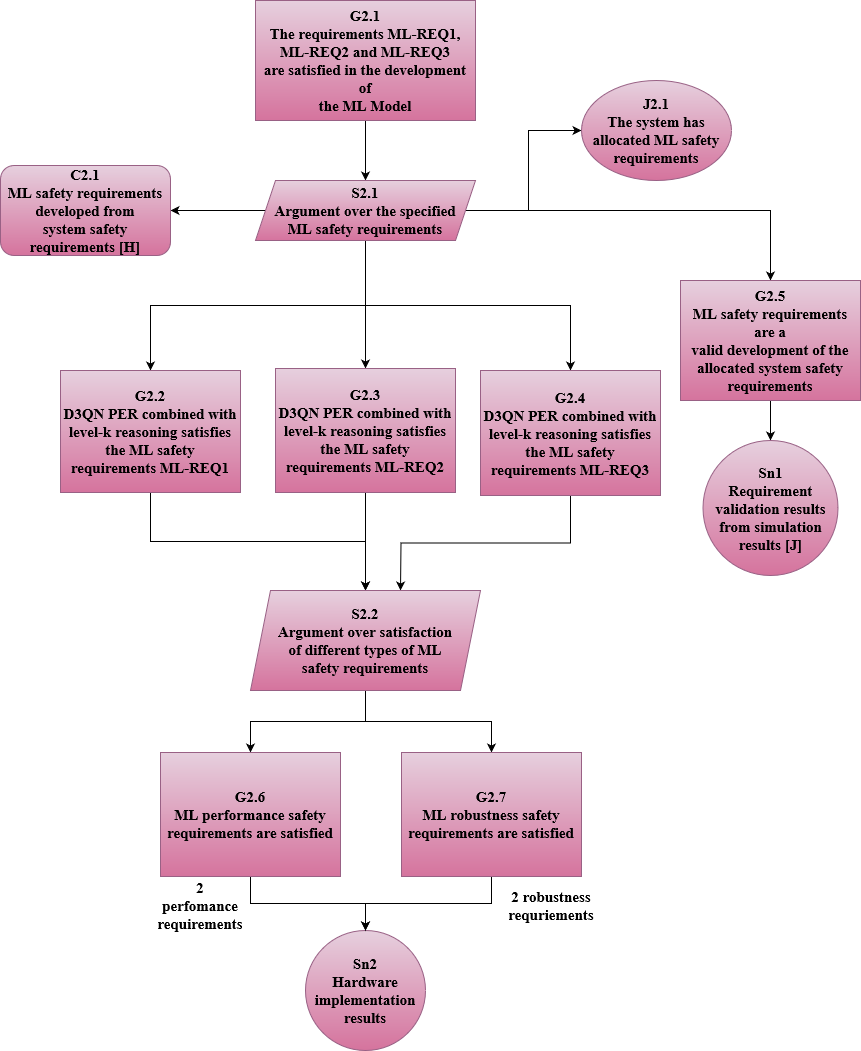 G2.1
The requirements ML-REQ1,
ML-REQ2 and ML-REQ3
are satisfied in the development
of
the ML Model
J2.1
The system has
allocated ML safety
requirements
C2.1
ML safety requirements
developed from
system safety
requirements [H]
S2.1
Argument over the specified
ML safety requirements
G2.5
ML safety requirements
are a
valid development of the
allocated system safety
requirements
G2.2
D3QN PER combined with
level-k reasoning satisfies
the ML safety
requirements ML-REQ1
G2.3
D3QN PER combined with
level-k reasoning satisfies
the ML safety
requirements ML-REQ2
G2.4
D3QN PER combined with
level-k reasoning satisfies
the ML safety
requirements ML-REQ3
Sn1
Requirement
validation results
from simulation
results [J]
S2.2
Argument over satisfaction
of different types of ML
safety requirements
G2.6
ML performance safety
requirements are satisfied
G2.7
ML robustness safety
requirements are satisfied
2
perfomance
requirements
2 robustness
requriements
Sn2
Hardware
implementation
results